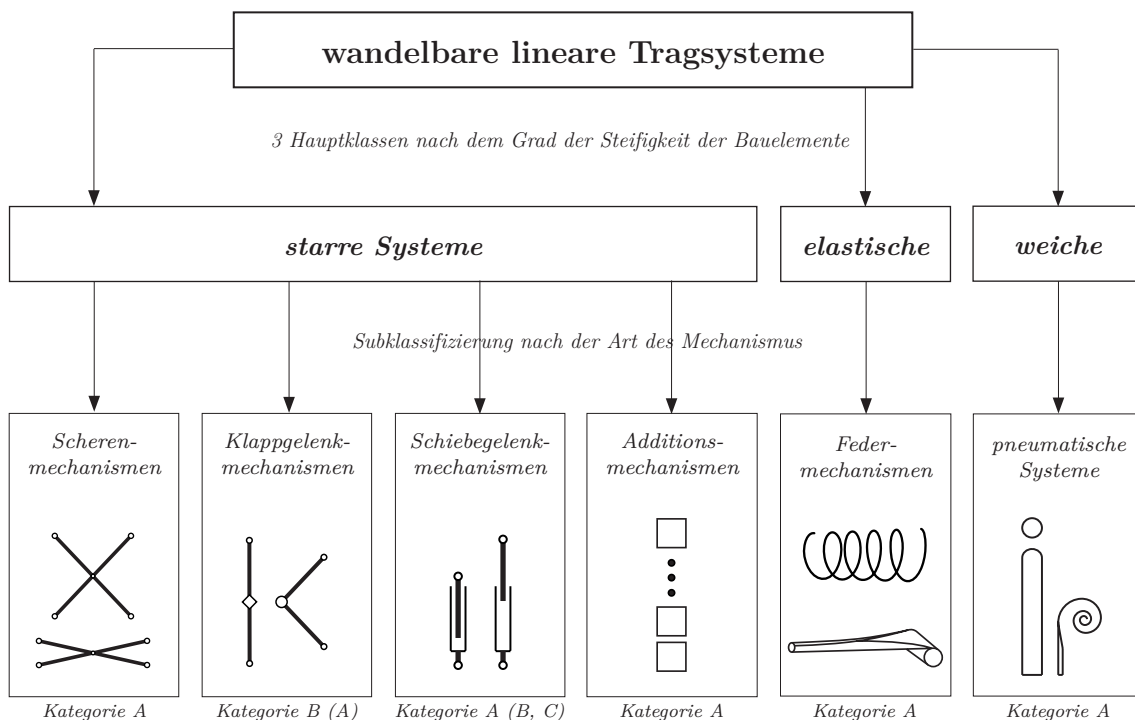 wandelbare lineare Tragsysteme
3 Hauptklassen nach dem Grad der Steifigkeit der Bauelemente
starre Systeme
elastische
weiche
Subklassifizierung nach der Art des Mechanismus
Scheren-
mechanismen
Klappgelenk-
mechanismen
Schiebegelenk-
mechanismen
Additions-
mechanismen
Feder-
mechanismen
pneumatische
Systeme
Kategorie A
Kategorie B (A)
Kategorie A (B, C)
Kategorie A
Kategorie A
Kategorie A